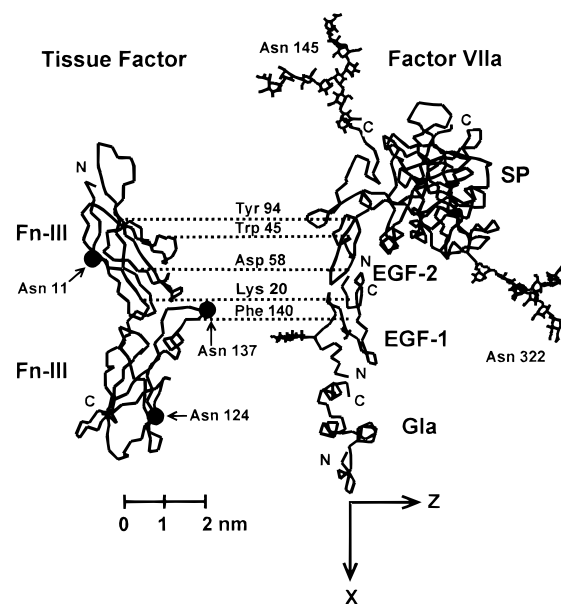 Asn 145
Tissue Factor
Factor VIIa
C
C
N
SP
Tyr 94
Fn-III
Trp 45
Asn 11
Asp 58
N
EGF-2
Lys 20
C
Phe 140
EGF-1
Asn 137
Asn 322
Fn-III
N
C
C
Asn 124
Gla
N
0 1 2 nm
Z
X